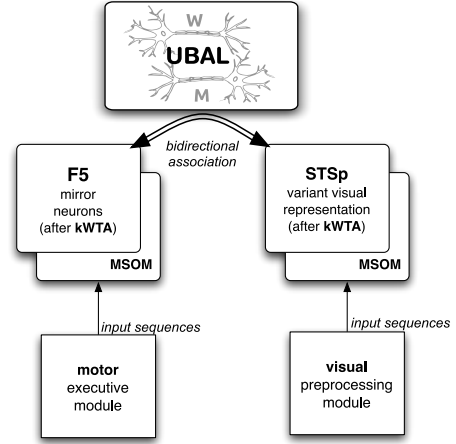 W
UBAL
M
bidirectional
association
F5
mirror
neurons
(after kWTA)
MSOM
STSp
variant visual
representation
(after kWTA)
MSOM
input sequences
input sequences
motor
executive
module
visual
preprocessing
module